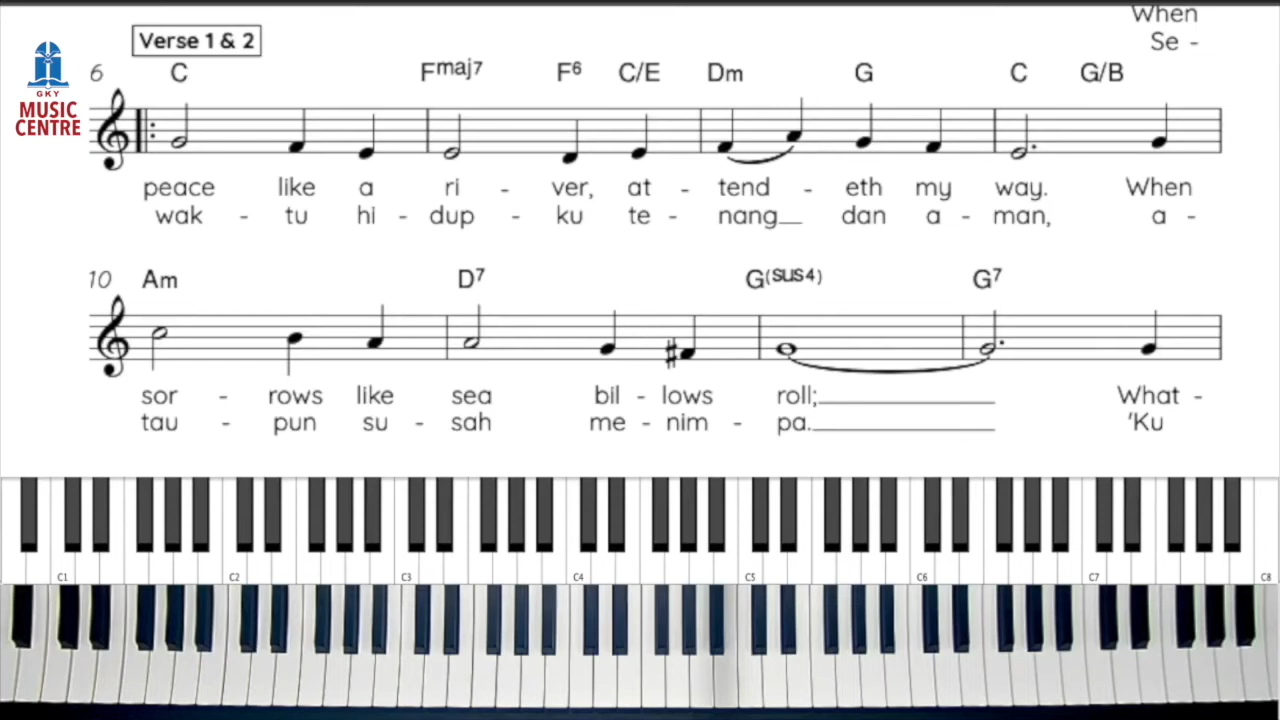 When
Se -
Verse 1 & 2
GKY
MUSIC
CENTRE
6 C Fmaj7 F6 C/E Dm G C G/B
peace like a ri - ver, at - tend - eth my way. When
wak - tu hi - dup - ku te - nang__ dan a - man, a -
10 Am D7 G(sus4) G7
sor - rows like sea bil - lows roll;____ What -
tau - pun su - sah me - nim - pa.____ 'Ku
C1 C2 C3 C4 C5 C6 C7 C8